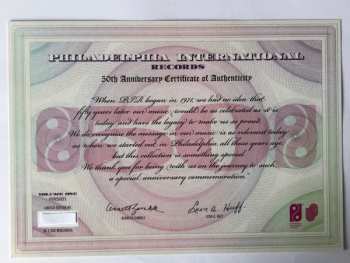 PHILADELPHIA INTERNATIONAL
RECORDS
50th Anniversary Certificate of Authenticity
"When P.I.R. began in 1971, we had no idea that
fifty years later our music would be as celebrated as it is
today and have the legacy to make us so proud.
We do recognise the message in our music is as relevant today
as when we started out in Philadelphia all those years ago
but this collection is something special.
We thank you for being with us on the journey to such
a special anniversary commemoration."